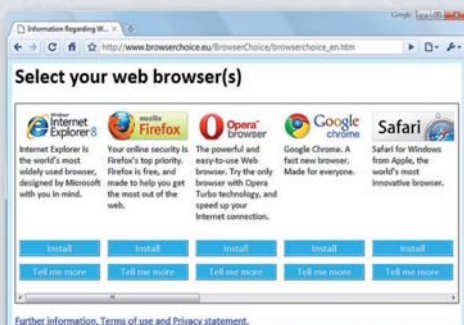 Google
Information Regarding W...
http://www.browserchoice.eu/BrowserChoice/browserchoice_en.htm
Select your web browser(s)
Windows
Internet
Explorer 8
Internet Explorer is
the world's most
widely used browser,
designed by Microsoft
with you in mind.
Install
Tell me more
mozilla
Firefox
Your online security is
Firefox's top priority.
Firefox is free, and
made to help you get
the most out of the
web.
Install
Tell me more
Opera
browser
The powerful and
easy-to-use Web
browser. Try the only
browser with Opera
Turbo technology, and
speed up your
Internet connection.
Install
Tell me more
Google
chrome
Google Chrome. A
fast new browser.
Made for everyone.
Install
Tell me more
Safari
Safari for Windows
from Apple, the
world's most
innovative browser.
Install
Tell me more
Further information, Terms of use and Privacy statement.